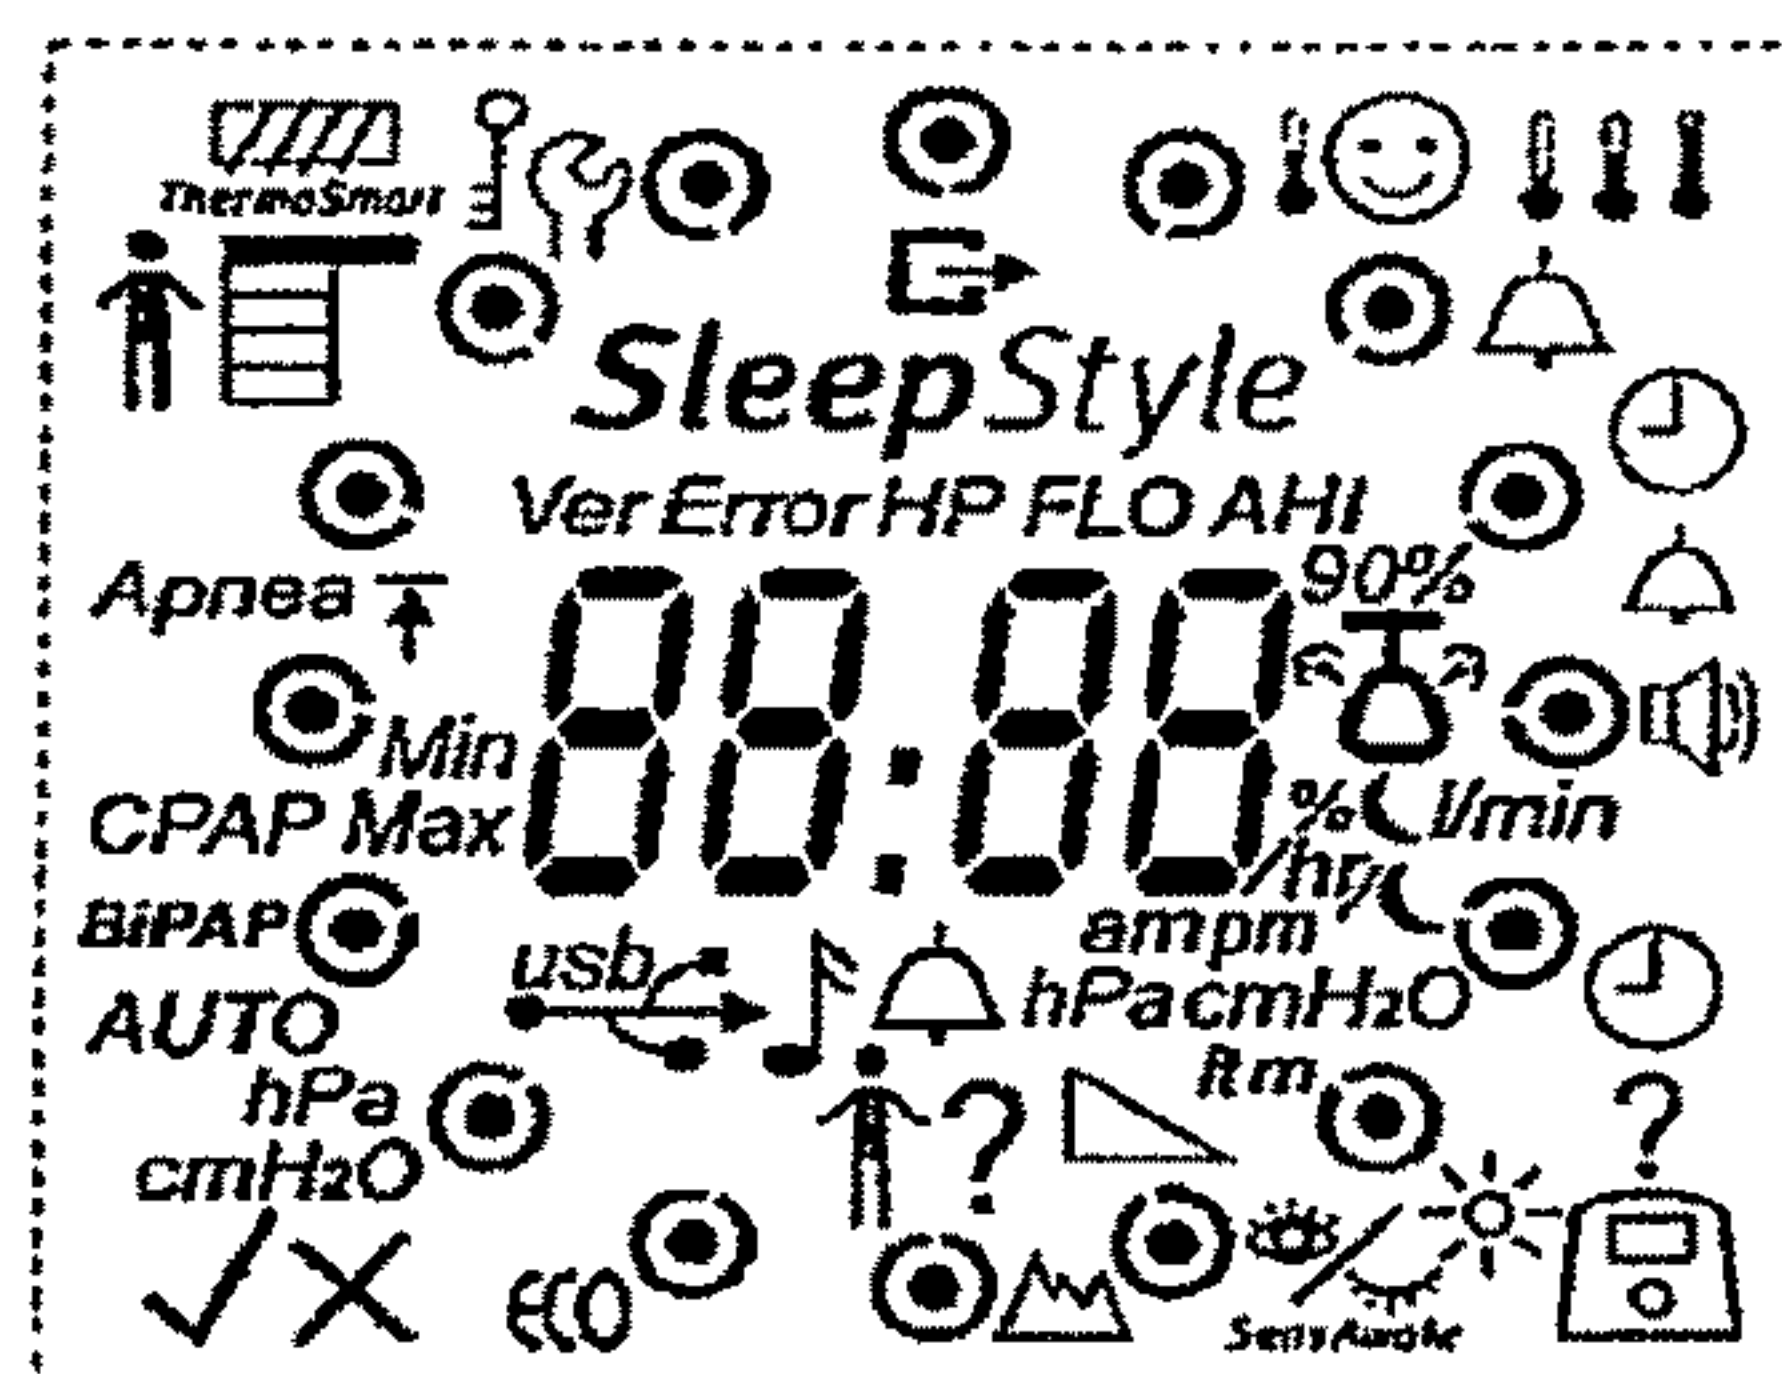 ThermoSmart
SleepStyle
Ver Error HP FLO AHI
90%
Apnea
Min
88:88
CPAP Max
% l/min
/hr/
BiPAP
am pm
usb
hPa cmH₂O
AUTO
ft m
hPa
?
?
cmH₂O
ECO
SensAwake